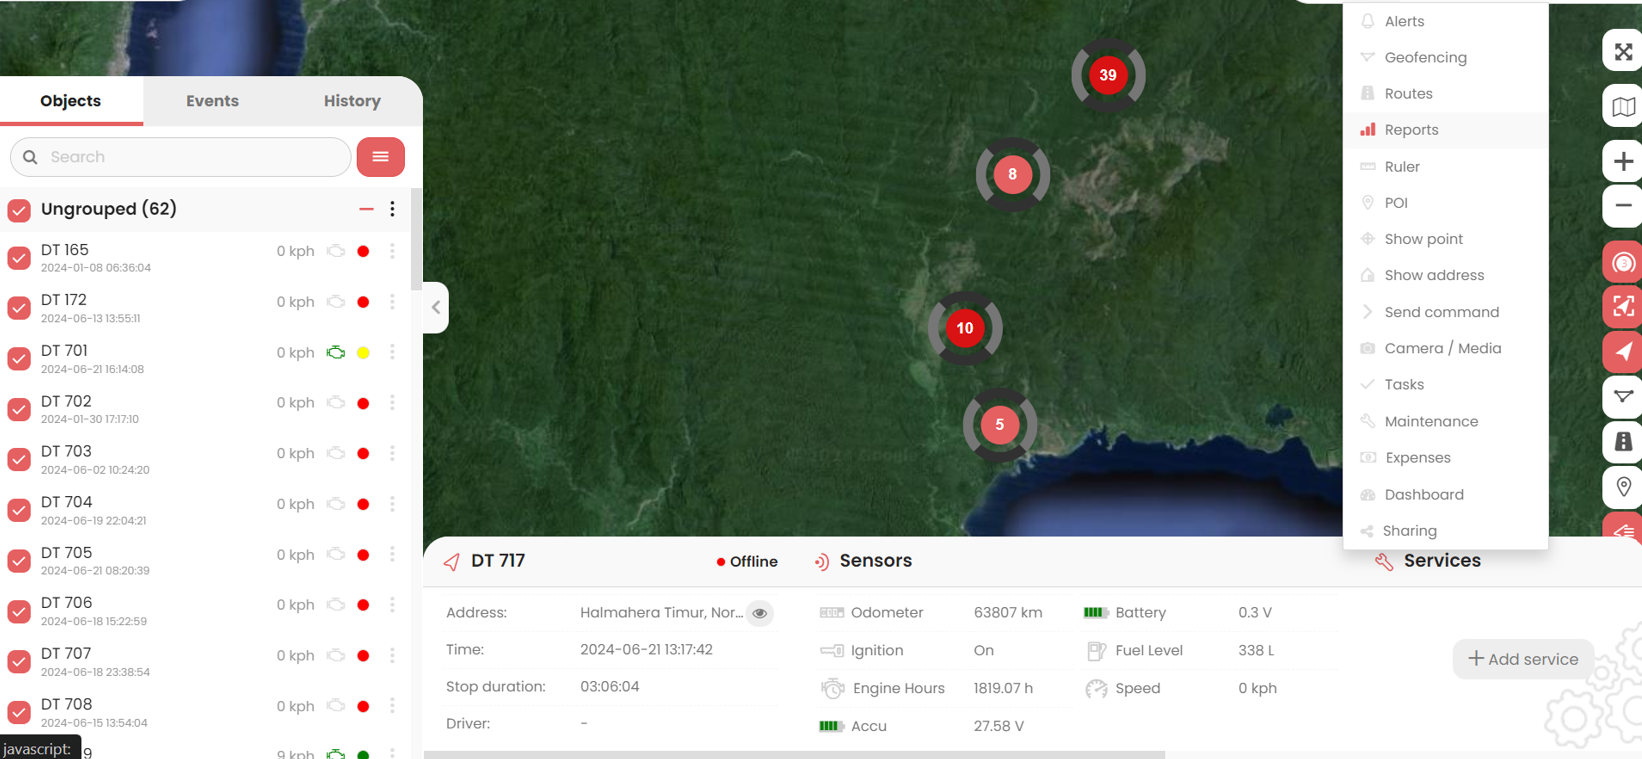 Objects
Events
History
Search
Ungrouped (62)
DT 165
2024-01-08 06:36:04
0 kph
DT 172
2024-06-13 13:55:11
0 kph
DT 701
2024-06-21 16:14:08
0 kph
DT 702
2024-01-30 17:17:10
0 kph
DT 703
2024-06-02 10:24:20
0 kph
DT 704
2024-06-19 22:04:21
0 kph
DT 705
2024-06-21 08:20:39
0 kph
DT 706
2024-06-18 15:22:59
0 kph
DT 707
2024-06-18 23:38:54
0 kph
DT 708
2024-06-15 13:54:04
0 kph
9
9 kph
javascript:
39
8
10
5
Alerts
Geofencing
Routes
Reports
Ruler
POI
Show point
Show address
Send command
Camera / Media
Tasks
Maintenance
Expenses
Dashboard
Sharing
3
DT 717
Offline
Address: Halmahera Timur, Nor...
Time: 2024-06-21 13:17:42
Stop duration: 03:06:04
Driver: -
Sensors
Odometer 63807 km
Ignition On
Engine Hours 1819.07 h
Accu 27.58 V
Battery 0.3 V
Fuel Level 338 L
Speed 0 kph
Services
+ Add service